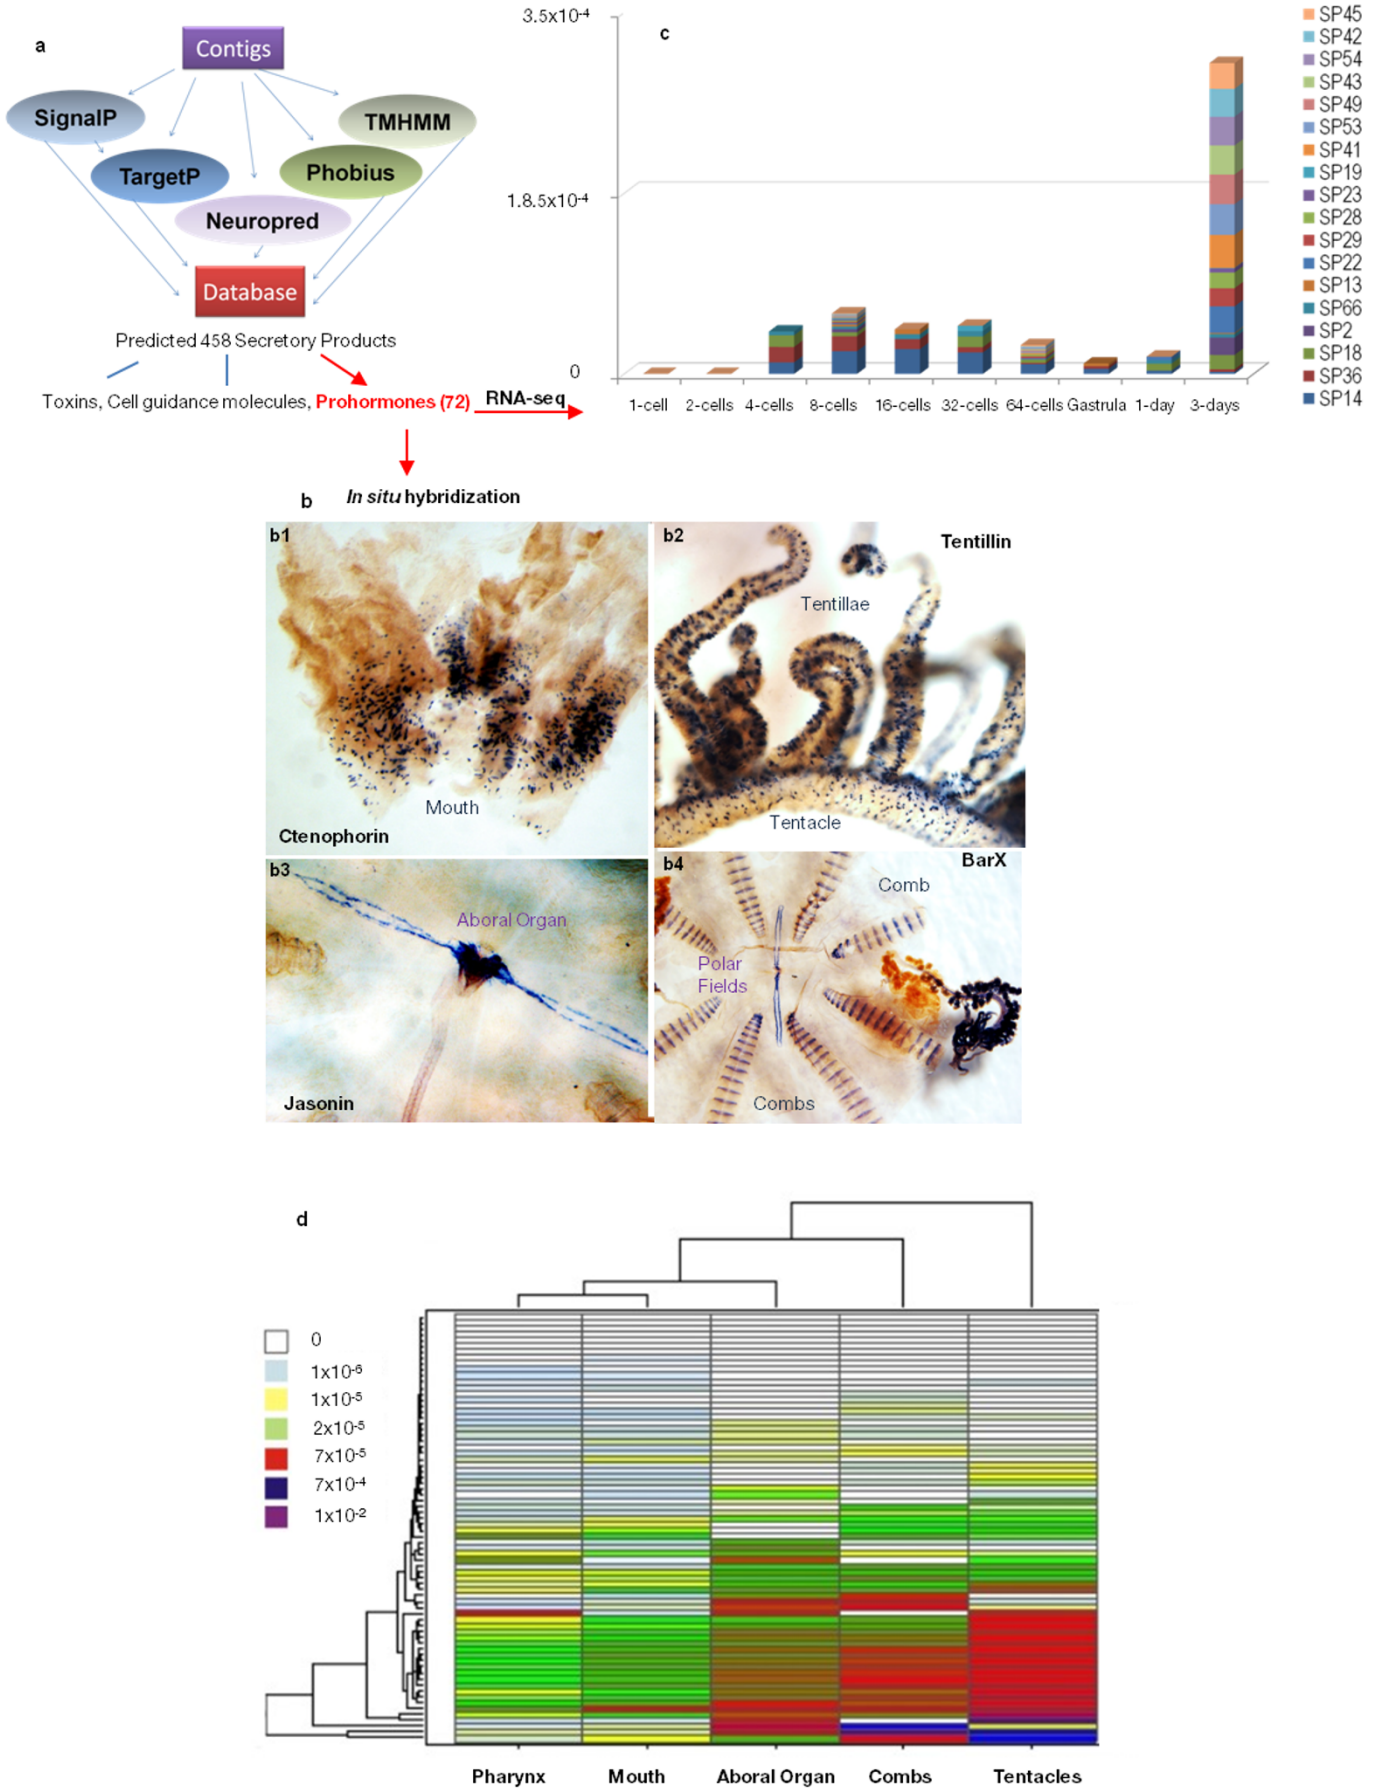 a
Contigs
SignalP
TMHMM
TargetP
Phobius
Neuropred
Database
Predicted 458 Secretory Products
Toxins, Cell guidance molecules, Prohormones (72)
RNA-seq
c
3.5x10-4
1.8.5x10-4
0
1-cell 2-cells 4-cells 8-cells 16-cells 32-cells 64-cells Gastrula 1-day 3-days
SP45
SP42
SP54
SP43
SP49
SP53
SP41
SP19
SP23
SP28
SP29
SP22
SP13
SP66
SP2
SP18
SP36
SP14
b In situ hybridization
b1
Mouth
Ctenophorin
b2
Tentillin
Tentillae
Tentacle
b3
Aboral Organ
Jasonin
b4
BarX
Comb
Polar
Fields
Combs
d
0
1x10-6
1x10-5
2x10-5
7x10-5
7x10-4
1x10-2
Pharynx Mouth Aboral Organ Combs Tentacles